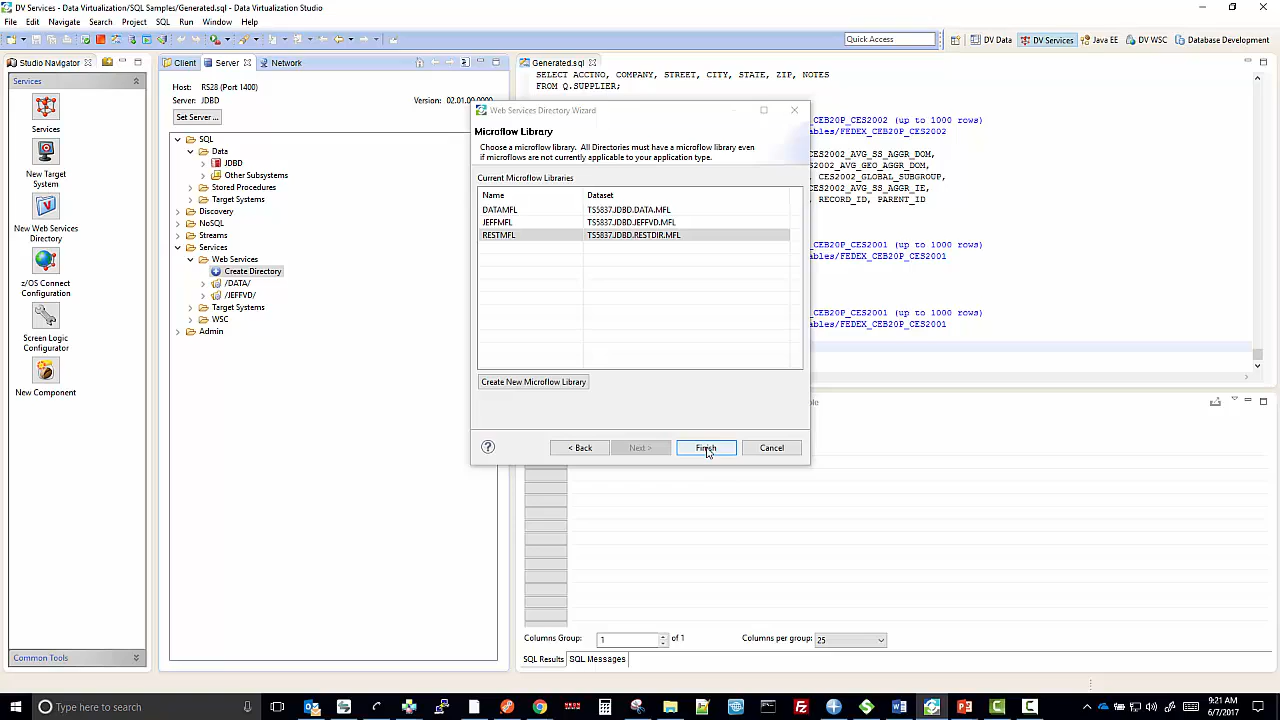 DV Services - Data Virtualization/SQL Samples/Generated.sql - Data Virtualization Studio
File Edit Navigate Search Project SQL Run Window Help
Quick Access
DV Data DV Services Java EE DV WSC Database Development
Studio Navigator
Services
Services
New Target
System
New Web Services
Directory
z/OS Connect
Configuration
Screen Logic
Configurator
New Component
Common Tools
Client Server Network
Host: RS28 (Port 1400)
Server: JDBD Version: 02.01.00.0000
Set Server ...
SQL
Data
JDBD
Other Subsystems
Stored Procedures
Target Systems
Discovery
NoSQL
Streams
Services
Web Services
Create Directory
/DATA/
/JEFFVD/
Target Systems
WSC
Admin
Generated.sql
SELECT ACCTNO, COMPANY, STREET, CITY, STATE, ZIP, NOTES
FROM Q.SUPPLIER;
_CEB20P_CES2002 (up to 1000 rows)
ables/FEDEX_CEB20P_CES2002
CES2002_AVG_SS_AGGR_DOM,
CES2002_AVG_GEO_AGGR_DOM,
CES2002_GLOBAL_SUBGROUP,
CES2002_AVG_SS_AGGR_IE,
RECORD_ID, PARENT_ID
_CEB20P_CES2001 (up to 1000 rows)
ables/FEDEX_CEB20P_CES2001
_CEB20P_CES2001 (up to 1000 rows)
ables/FEDEX_CEB20P_CES2001
Web Services Directory Wizard
Microflow Library
Choose a microflow library. All Directories must have a microflow library even
if microflows are not currently applicable to your application type.
Current Microflow Libraries
Name Dataset
DATAMFL TS5837.JDBD.DATA.MFL
JEFFMFL TS5837.JDBD.JEFFVD.MFL
RESTMFL TS5837.JDBD.RESTDIR.MFL
Create New Microflow Library
< Back Next > Finish Cancel
Columns Group: 1 of 1 Columns per group: 25
SQL Results SQL Messages
Type here to search
9:21 AM
6/7/2017